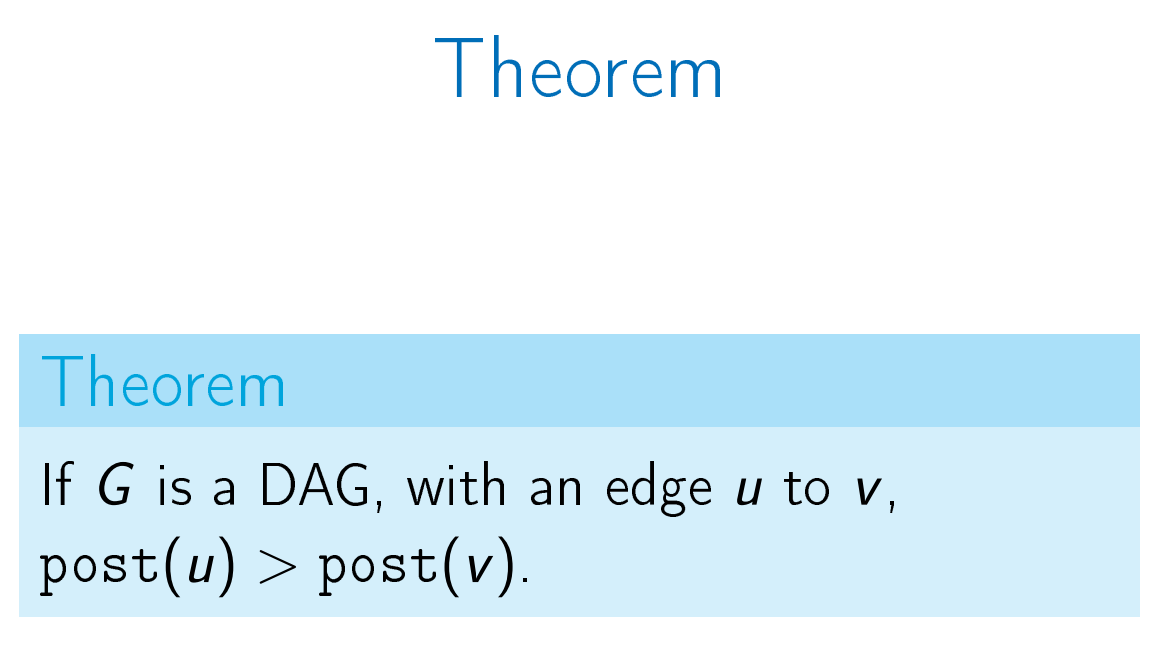 Theorem
Theorem
If G is a DAG, with an edge u to v,
post(u) > post(v).